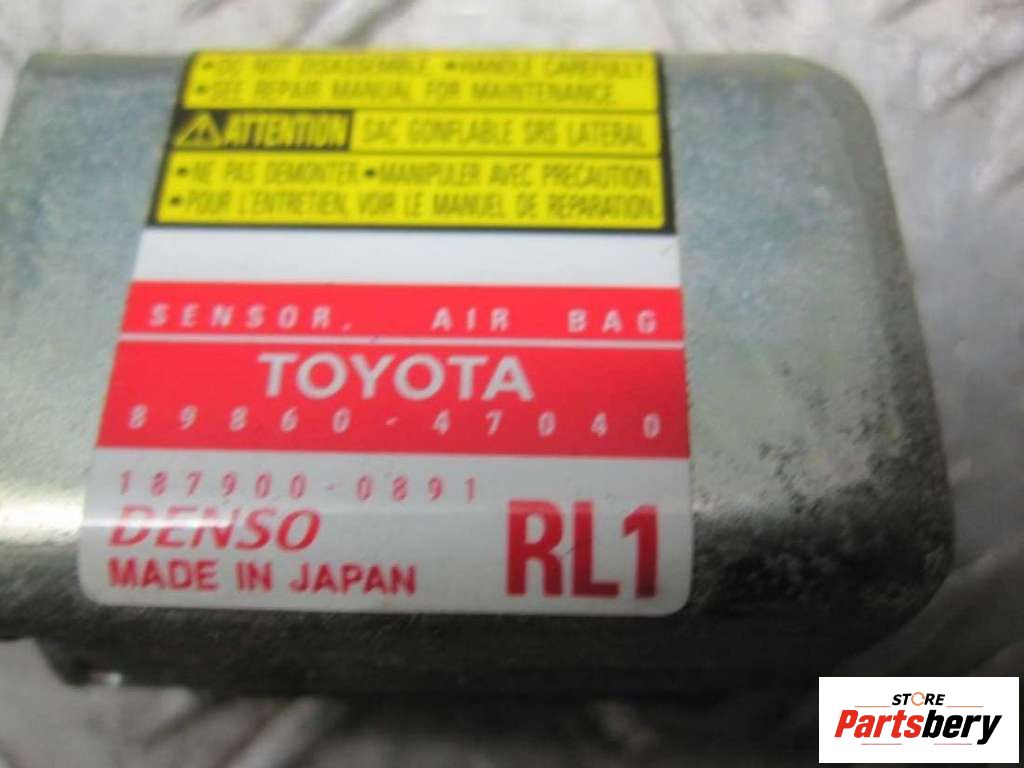 •DO NOT DISASSEMBLE. •HANDLE CAREFULLY.
•SEE REPAIR MANUAL FOR MAINTENANCE.
ATTENTION SAC GONFLABLE SRS LATERAL
•NE PAS DEMONTER. •MANIPULER AVEC PRECAUTION.
•POUR L'ENTRETIEN, VOIR LE MANUEL DE REPARATION.
SENSOR, AIR BAG
TOYOTA
89860-47040
187900-0891
DENSO
MADE IN JAPAN
RL1
STORE
Partsbery